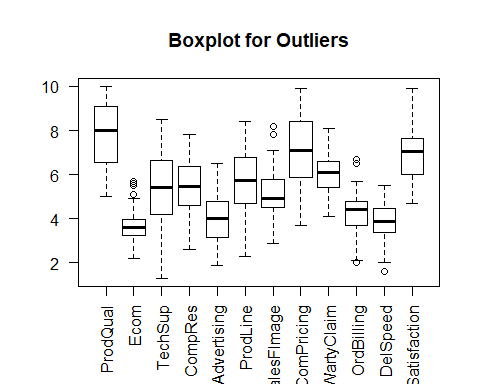 Boxplot for Outliers
10
8
6
4
2
ProdQual
Ecom
TechSup
CompRes
Advertising
ProdLine
alesFImage
ComPricing
WartyClaim
OrdBilling
DelSpeed
Satisfaction